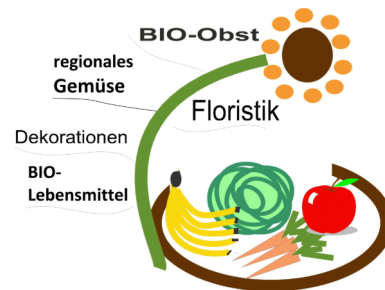 BIO-Obst
regionales
Gemüse
Floristik
Dekorationen
BIO-
Lebensmittel